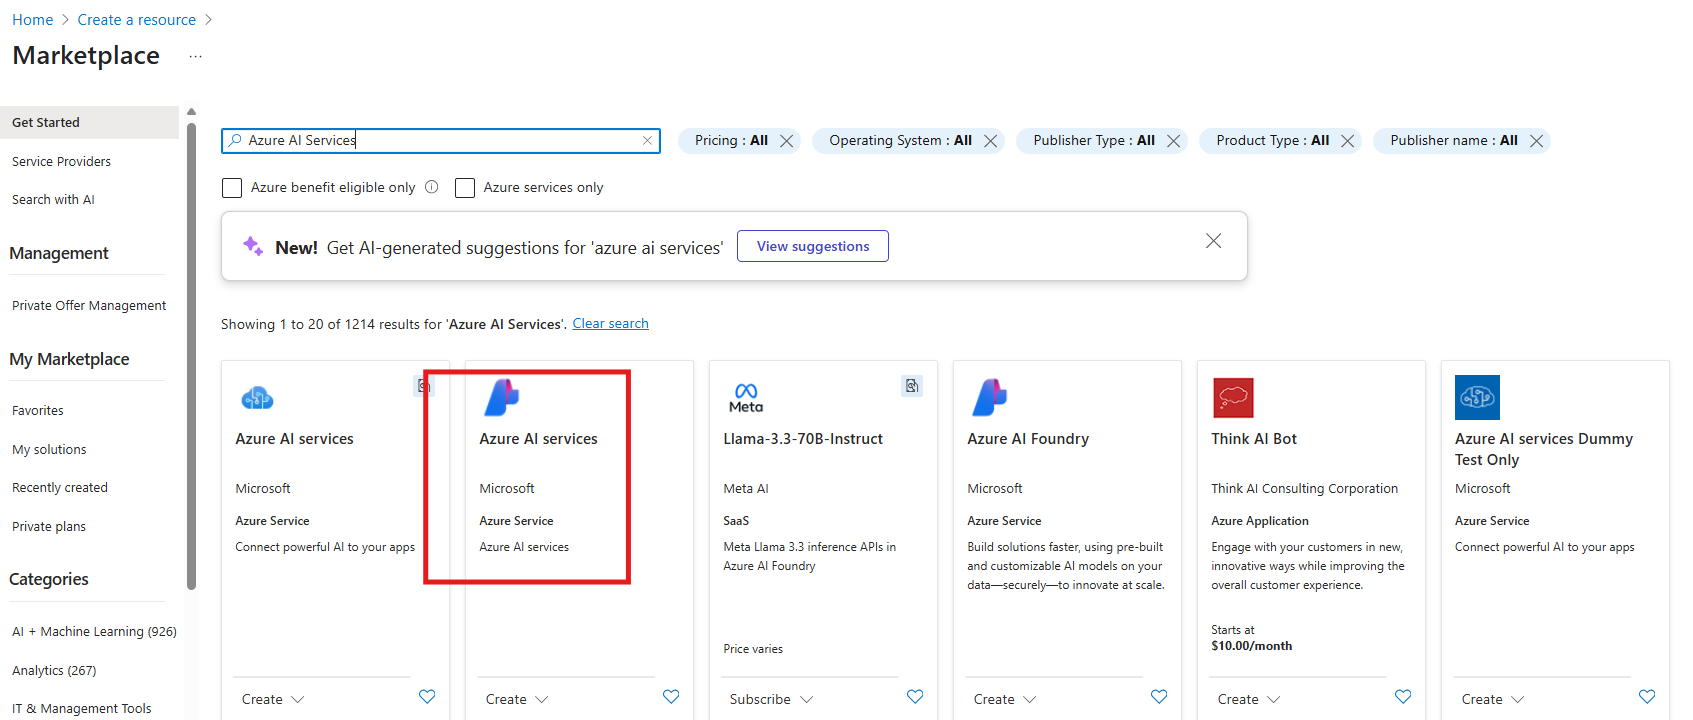 Home > Create a resource >
Marketplace ...
Get Started
Service Providers
Search with AI
Management
Private Offer Management
My Marketplace
Favorites
My solutions
Recently created
Private plans
Categories
AI + Machine Learning (926)
Analytics (267)
IT & Management Tools
Azure AI Services
Pricing : All
Operating System : All
Publisher Type : All
Product Type : All
Publisher name : All
Azure benefit eligible only
Azure services only
New! Get AI-generated suggestions for 'azure ai services'
View suggestions
Showing 1 to 20 of 1214 results for 'Azure AI Services'. Clear search
Azure AI services
Microsoft
Azure Service
Connect powerful AI to your apps
Create
Azure AI services
Microsoft
Azure Service
Azure AI services
Create
Meta
Llama-3.3-70B-Instruct
Meta AI
SaaS
Meta Llama 3.3 inference APIs in
Azure AI Foundry
Price varies
Subscribe
Azure AI Foundry
Microsoft
Azure Service
Build solutions faster, using pre-built
and customizable AI models on your
data—securely—to innovate at scale.
Create
Think AI Bot
Think AI Consulting Corporation
Azure Application
Engage with your customers in new,
innovative ways while improving the
overall customer experience.
Starts at
$10.00/month
Create
Azure AI services Dummy
Test Only
Microsoft
Azure Service
Connect powerful AI to your apps
Create